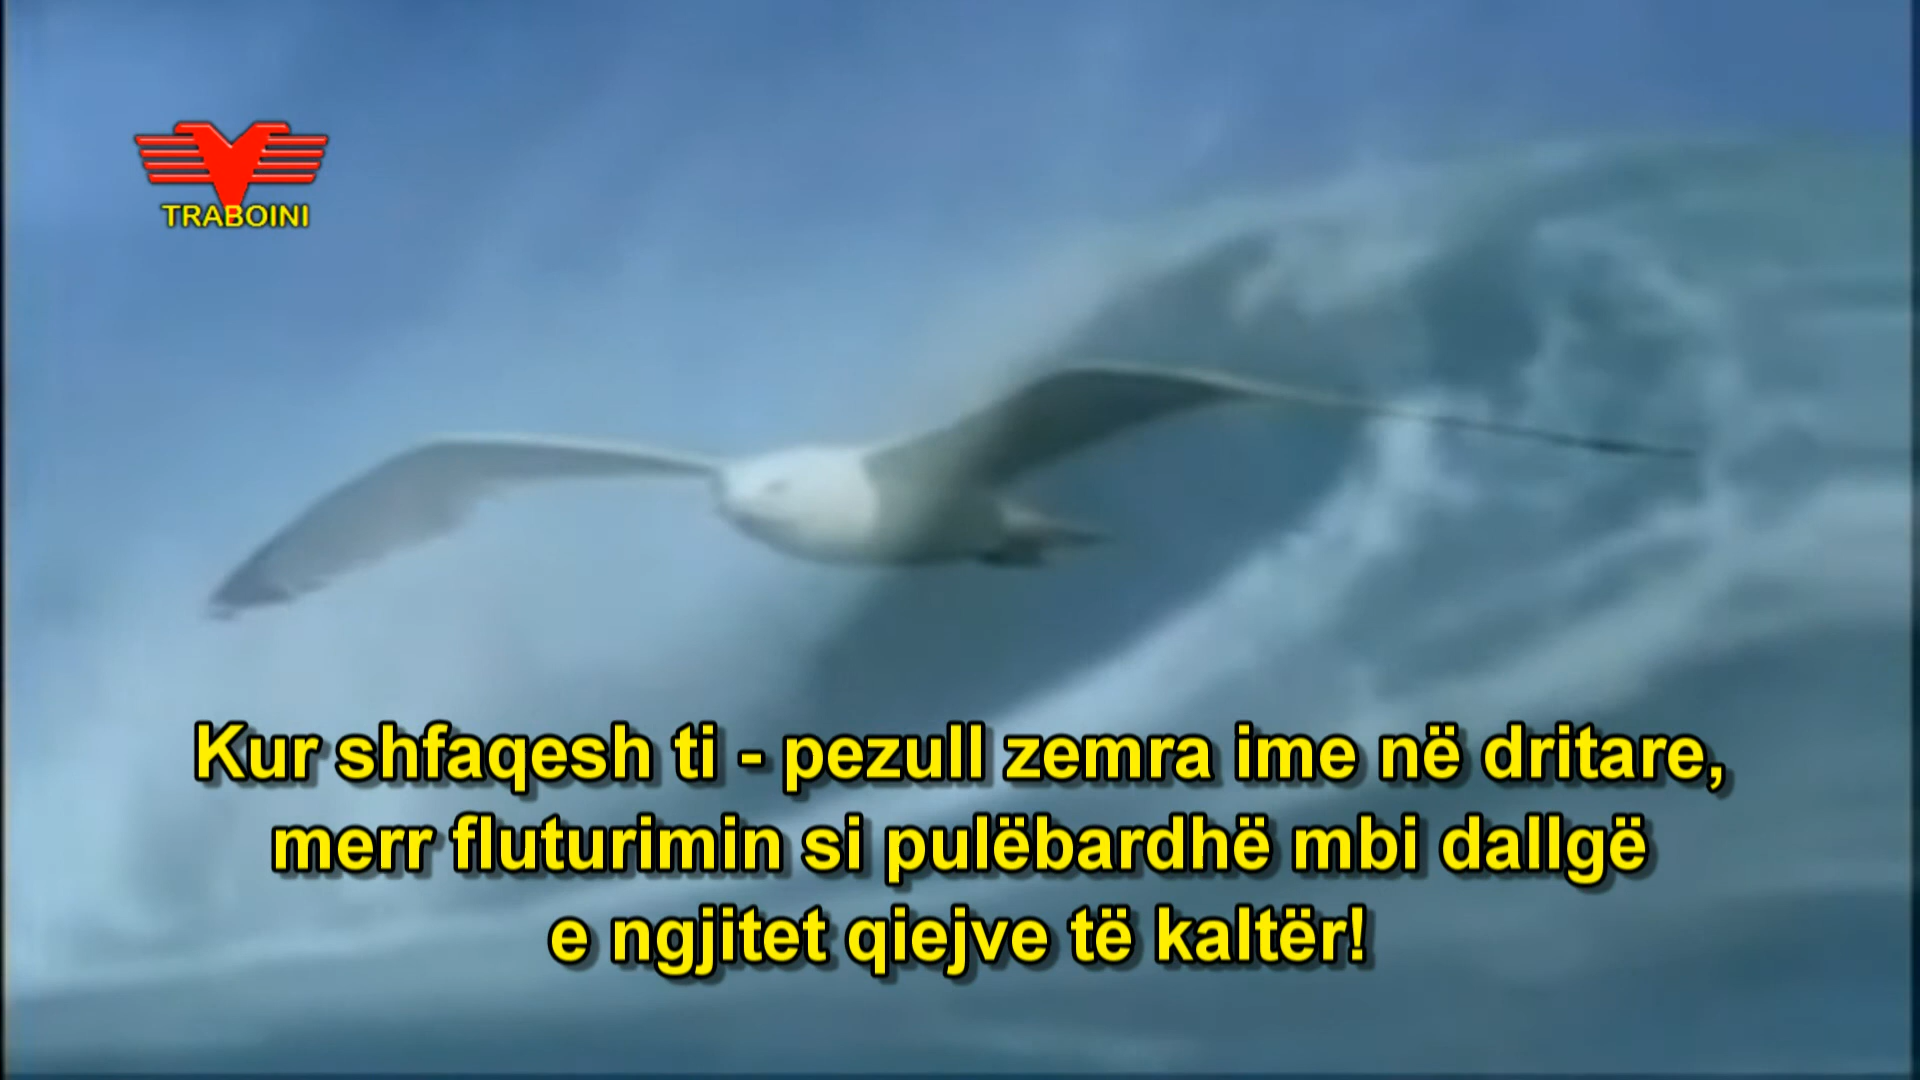 TRABOINI
Kur shfaqesh ti - pezull zemra ime në dritare,
merr fluturimin si pulëbardhë mbi dallgë
e ngjitet qiejve të kaltër!